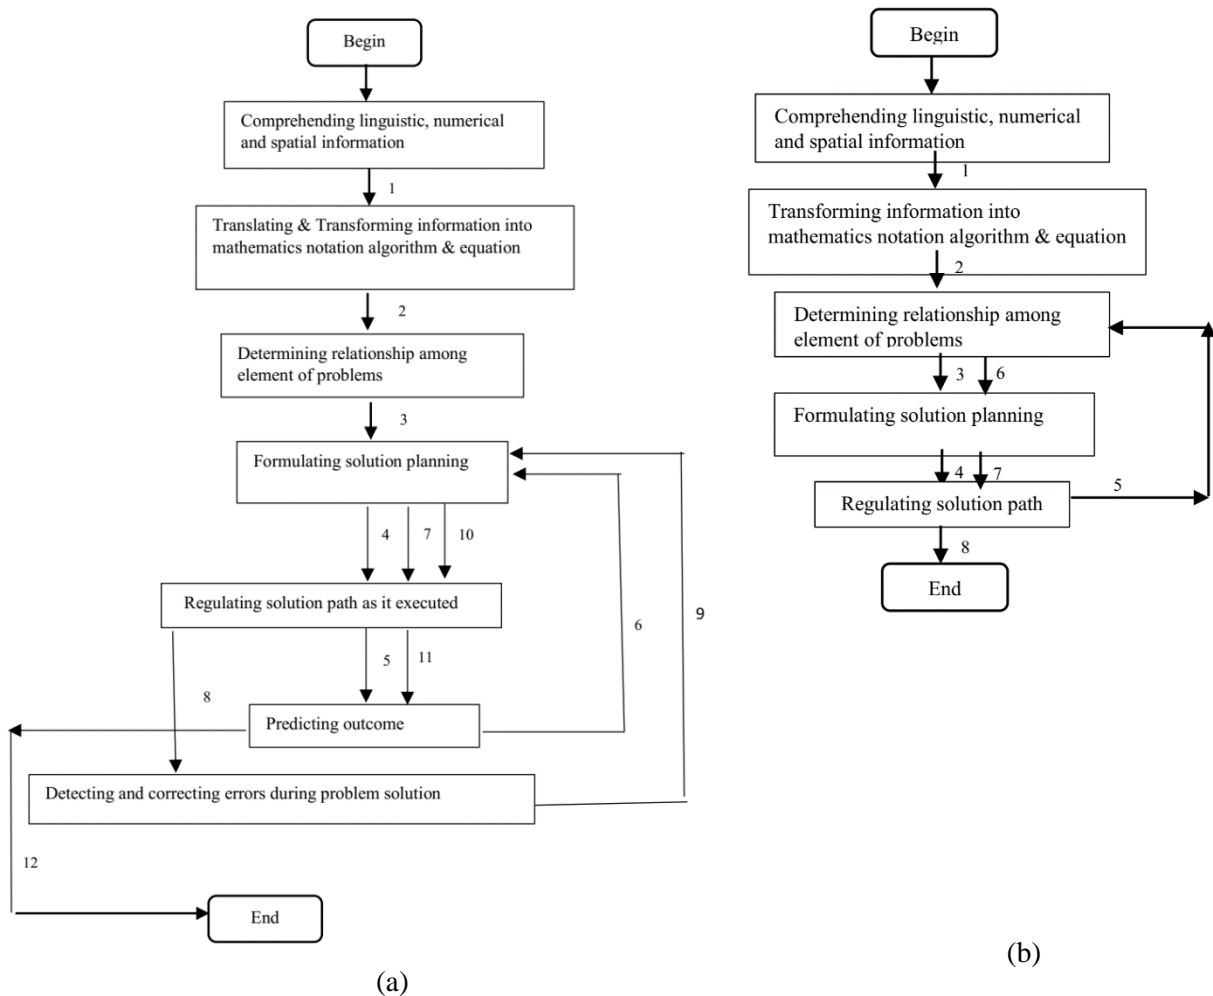 Begin
Comprehending linguistic, numerical
and spatial information
1
Translating & Transforming information into
mathematics notation algorithm & equation
2
Determining relationship among
element of problems
3
Formulating solution planning
4
7
10
Regulating solution path as it executed
5
11
6
9
8
Predicting outcome
Detecting and correcting errors during problem solution
12
End
(a)
Begin
Comprehending linguistic, numerical
and spatial information
1
Transforming information into
mathematics notation algorithm & equation
2
Determining relationship among
element of problems
3
6
Formulating solution planning
4
7
5
Regulating solution path
8
End
(b)